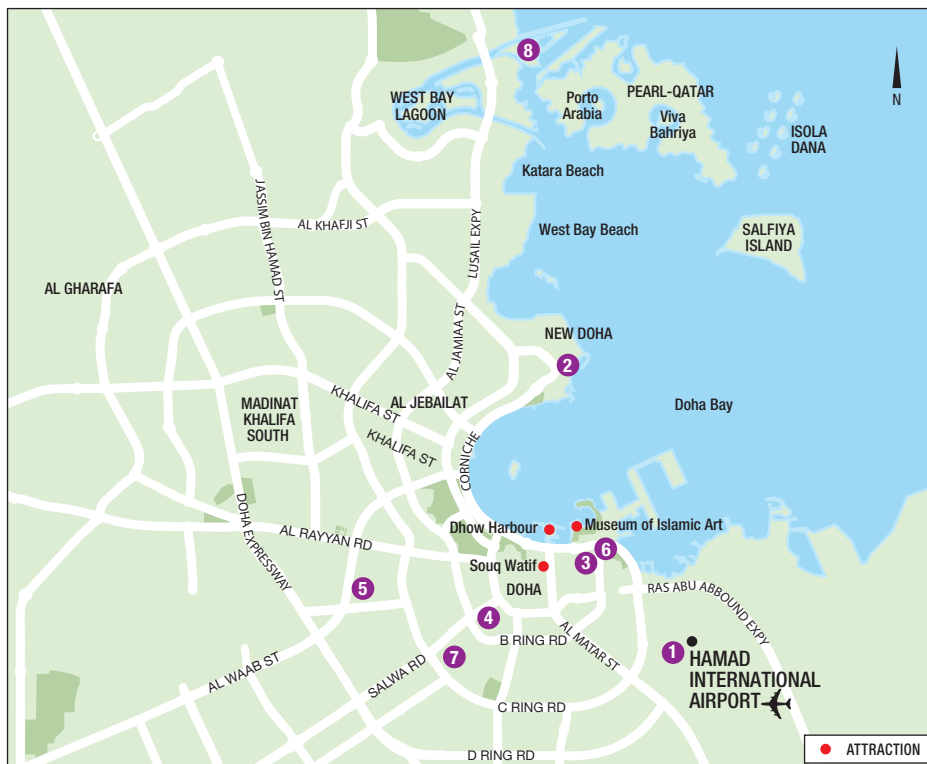 8
WEST BAY
LAGOON
Porto
Arabia
PEARL-QATAR
Viva
Bahriya
ISOLA
DANA
N
Katara Beach
JASSIM BIN HAMAD ST
AL KHAFJI ST
LUSAIL EXPY
West Bay Beach
SALFIYA
ISLAND
AL GHARAFA
NEW DOHA
2
AL JAMIAA ST
Doha Bay
MADINAT
KHALIFA
SOUTH
KHALIFA ST
AL JEBAILAT
KHALIFA ST
CORNICHE
DOHA EXPRESSWAY
AL RAYYAN RD
Dhow Harbour
Museum of Islamic Art
6
3
Souq Watif
DOHA
5
RAS ABU ABBOUND EXPY
4
B RING RD
AL MATAR ST
1
HAMAD
INTERNATIONAL
AIRPORT
7
AL WAAB ST
SALWA RD
C RING RD
D RING RD
ATTRACTION